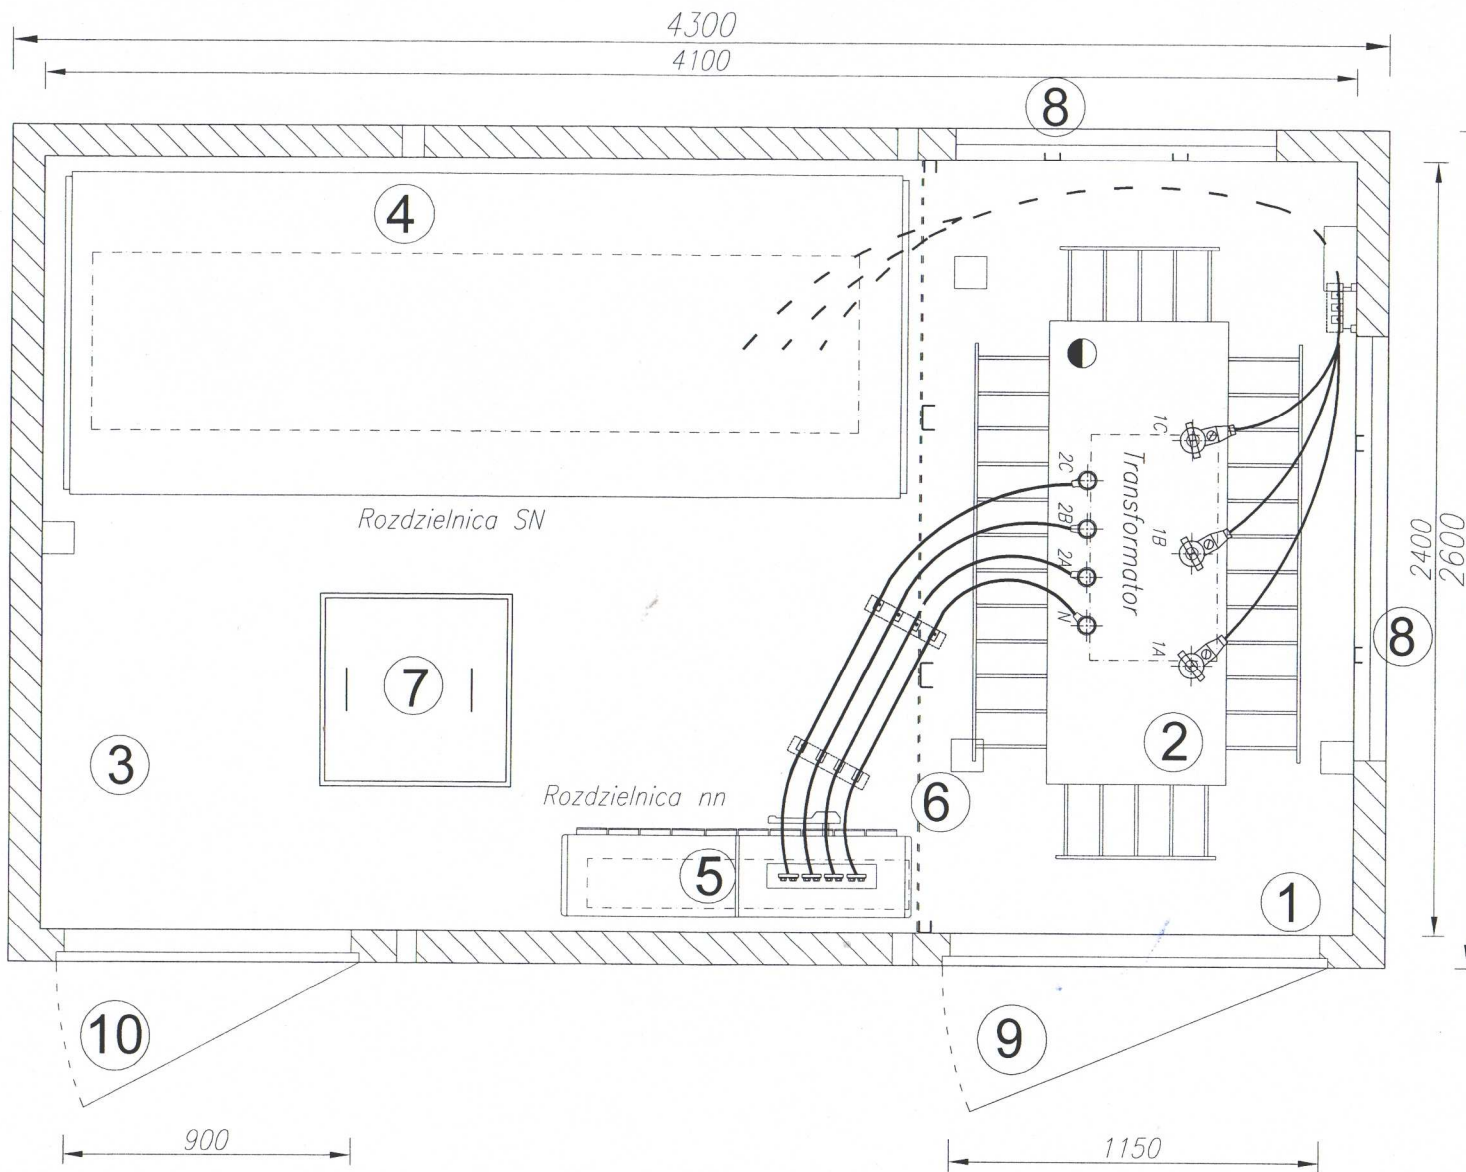 4300
4100
8
4
1C
2C
Transformator
Rozdzielnica SN
2B
1B
2400
2600
2A
N
8
1A
7
2
3
Rozdzielnica nn
6
5
1
10
9
900
1150